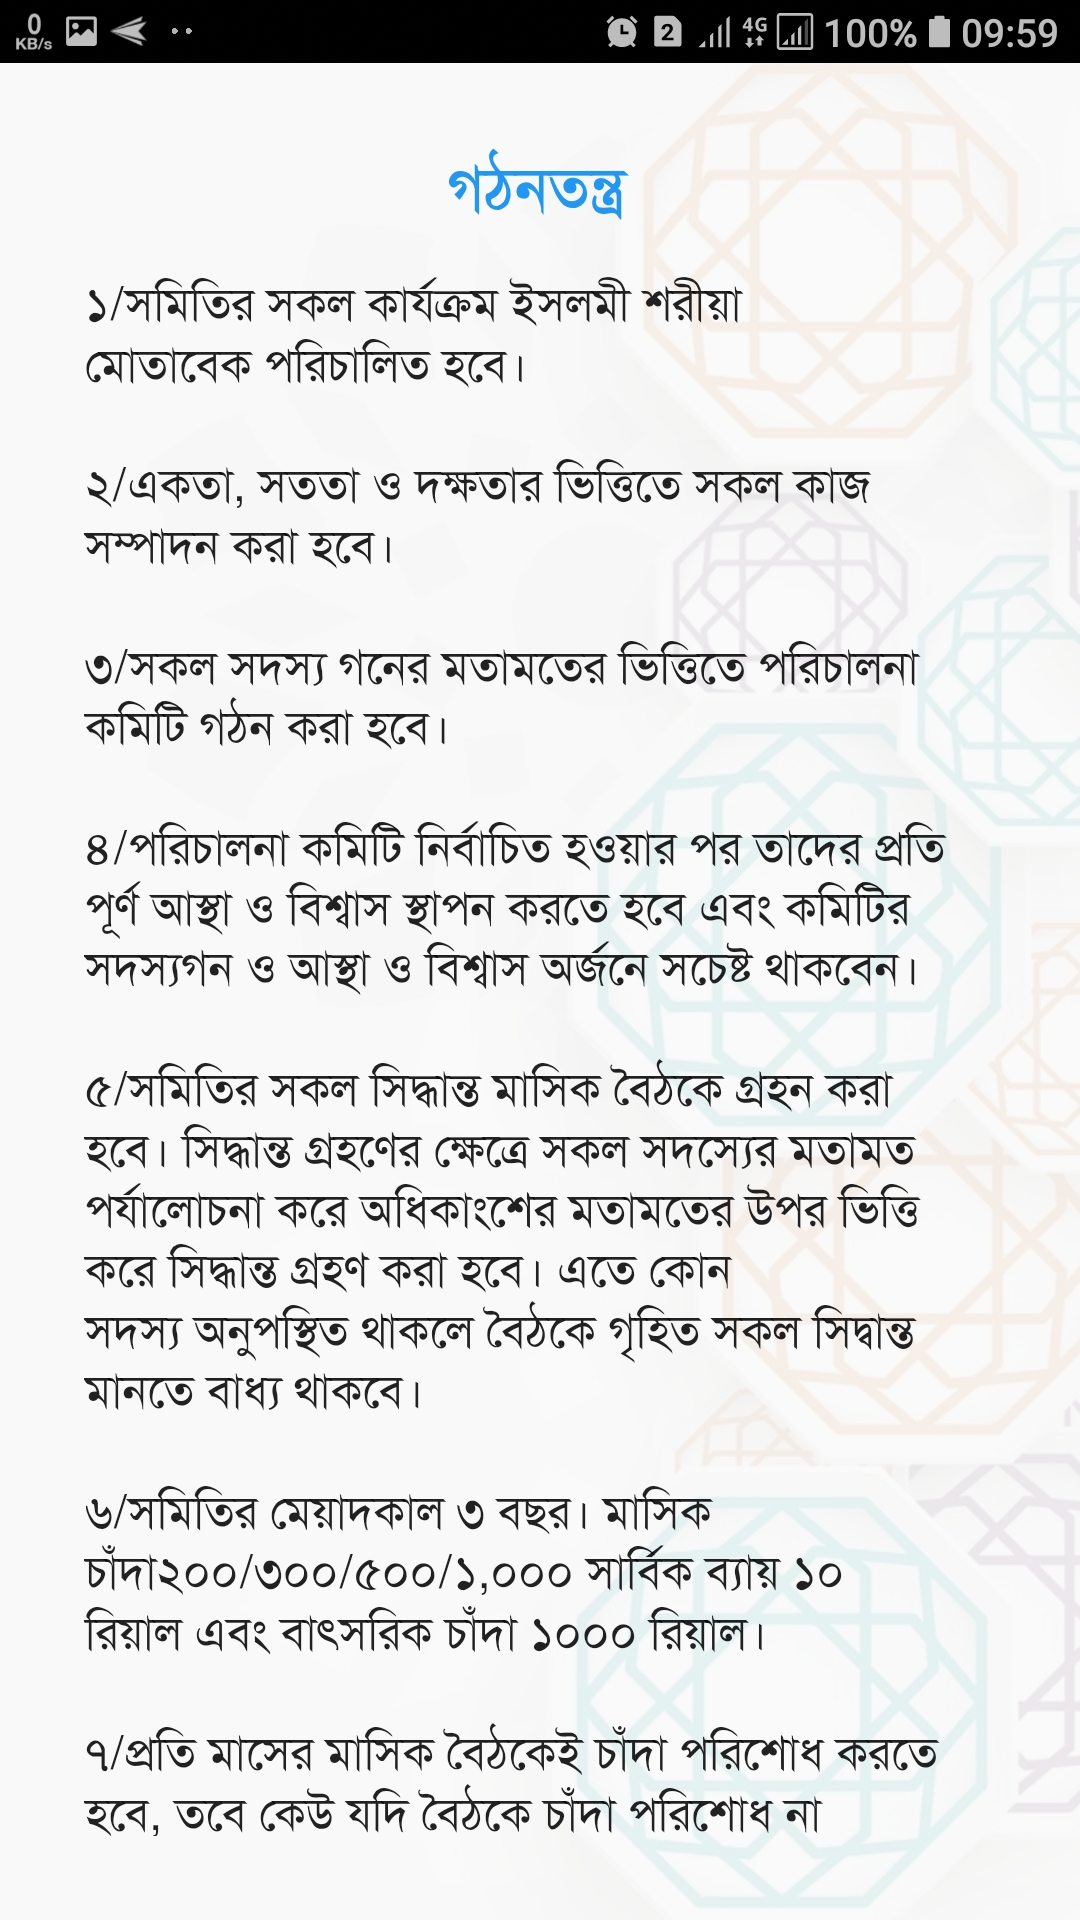 0
KB/s
2
4G
100%
09:59
গঠনতন্ত্র
১/সমিতির সকল কার্যক্রম ইসলমী শরীয়া
মোতাবেক পরিচালিত হবে।
২/একতা, সততা ও দক্ষতার ভিত্তিতে সকল কাজ
সম্পাদন করা হবে।
৩/সকল সদস্য গনের মতামতের ভিত্তিতে পরিচালনা
কমিটি গঠন করা হবে।
৪/পরিচালনা কমিটি নির্বাচিত হওয়ার পর তাদের প্রতি
পূর্ণ আস্থা ও বিশ্বাস স্থাপন করতে হবে এবং কমিটির
সদস্যগন ও আস্থা ও বিশ্বাস অর্জনে সচেষ্ট থাকবেন।
৫/সমিতির সকল সিদ্ধান্ত মাসিক বৈঠকে গ্রহন করা
হবে। সিদ্ধান্ত গ্রহণের ক্ষেত্রে সকল সদস্যের মতামত
পর্যালোচনা করে অধিকাংশের মতামতের উপর ভিত্তি
করে সিদ্ধান্ত গ্রহণ করা হবে। এতে কোন
সদস্য অনুপস্থিত থাকলে বৈঠকে গৃহিত সকল সিদ্বান্ত
মানতে বাধ্য থাকবে।
৬/সমিতির মেয়াদকাল ৩ বছর। মাসিক
চাঁদা২০০/৩০০/৫০০/১,০০০ সার্বিক ব্যায় ১০
রিয়াল এবং বাৎসরিক চাঁদা ১০০০ রিয়াল।
৭/প্রতি মাসের মাসিক বৈঠকেই চাঁদা পরিশোধ করতে
হবে, তবে কেউ যদি বৈঠকে চাঁদা পরিশোধ না